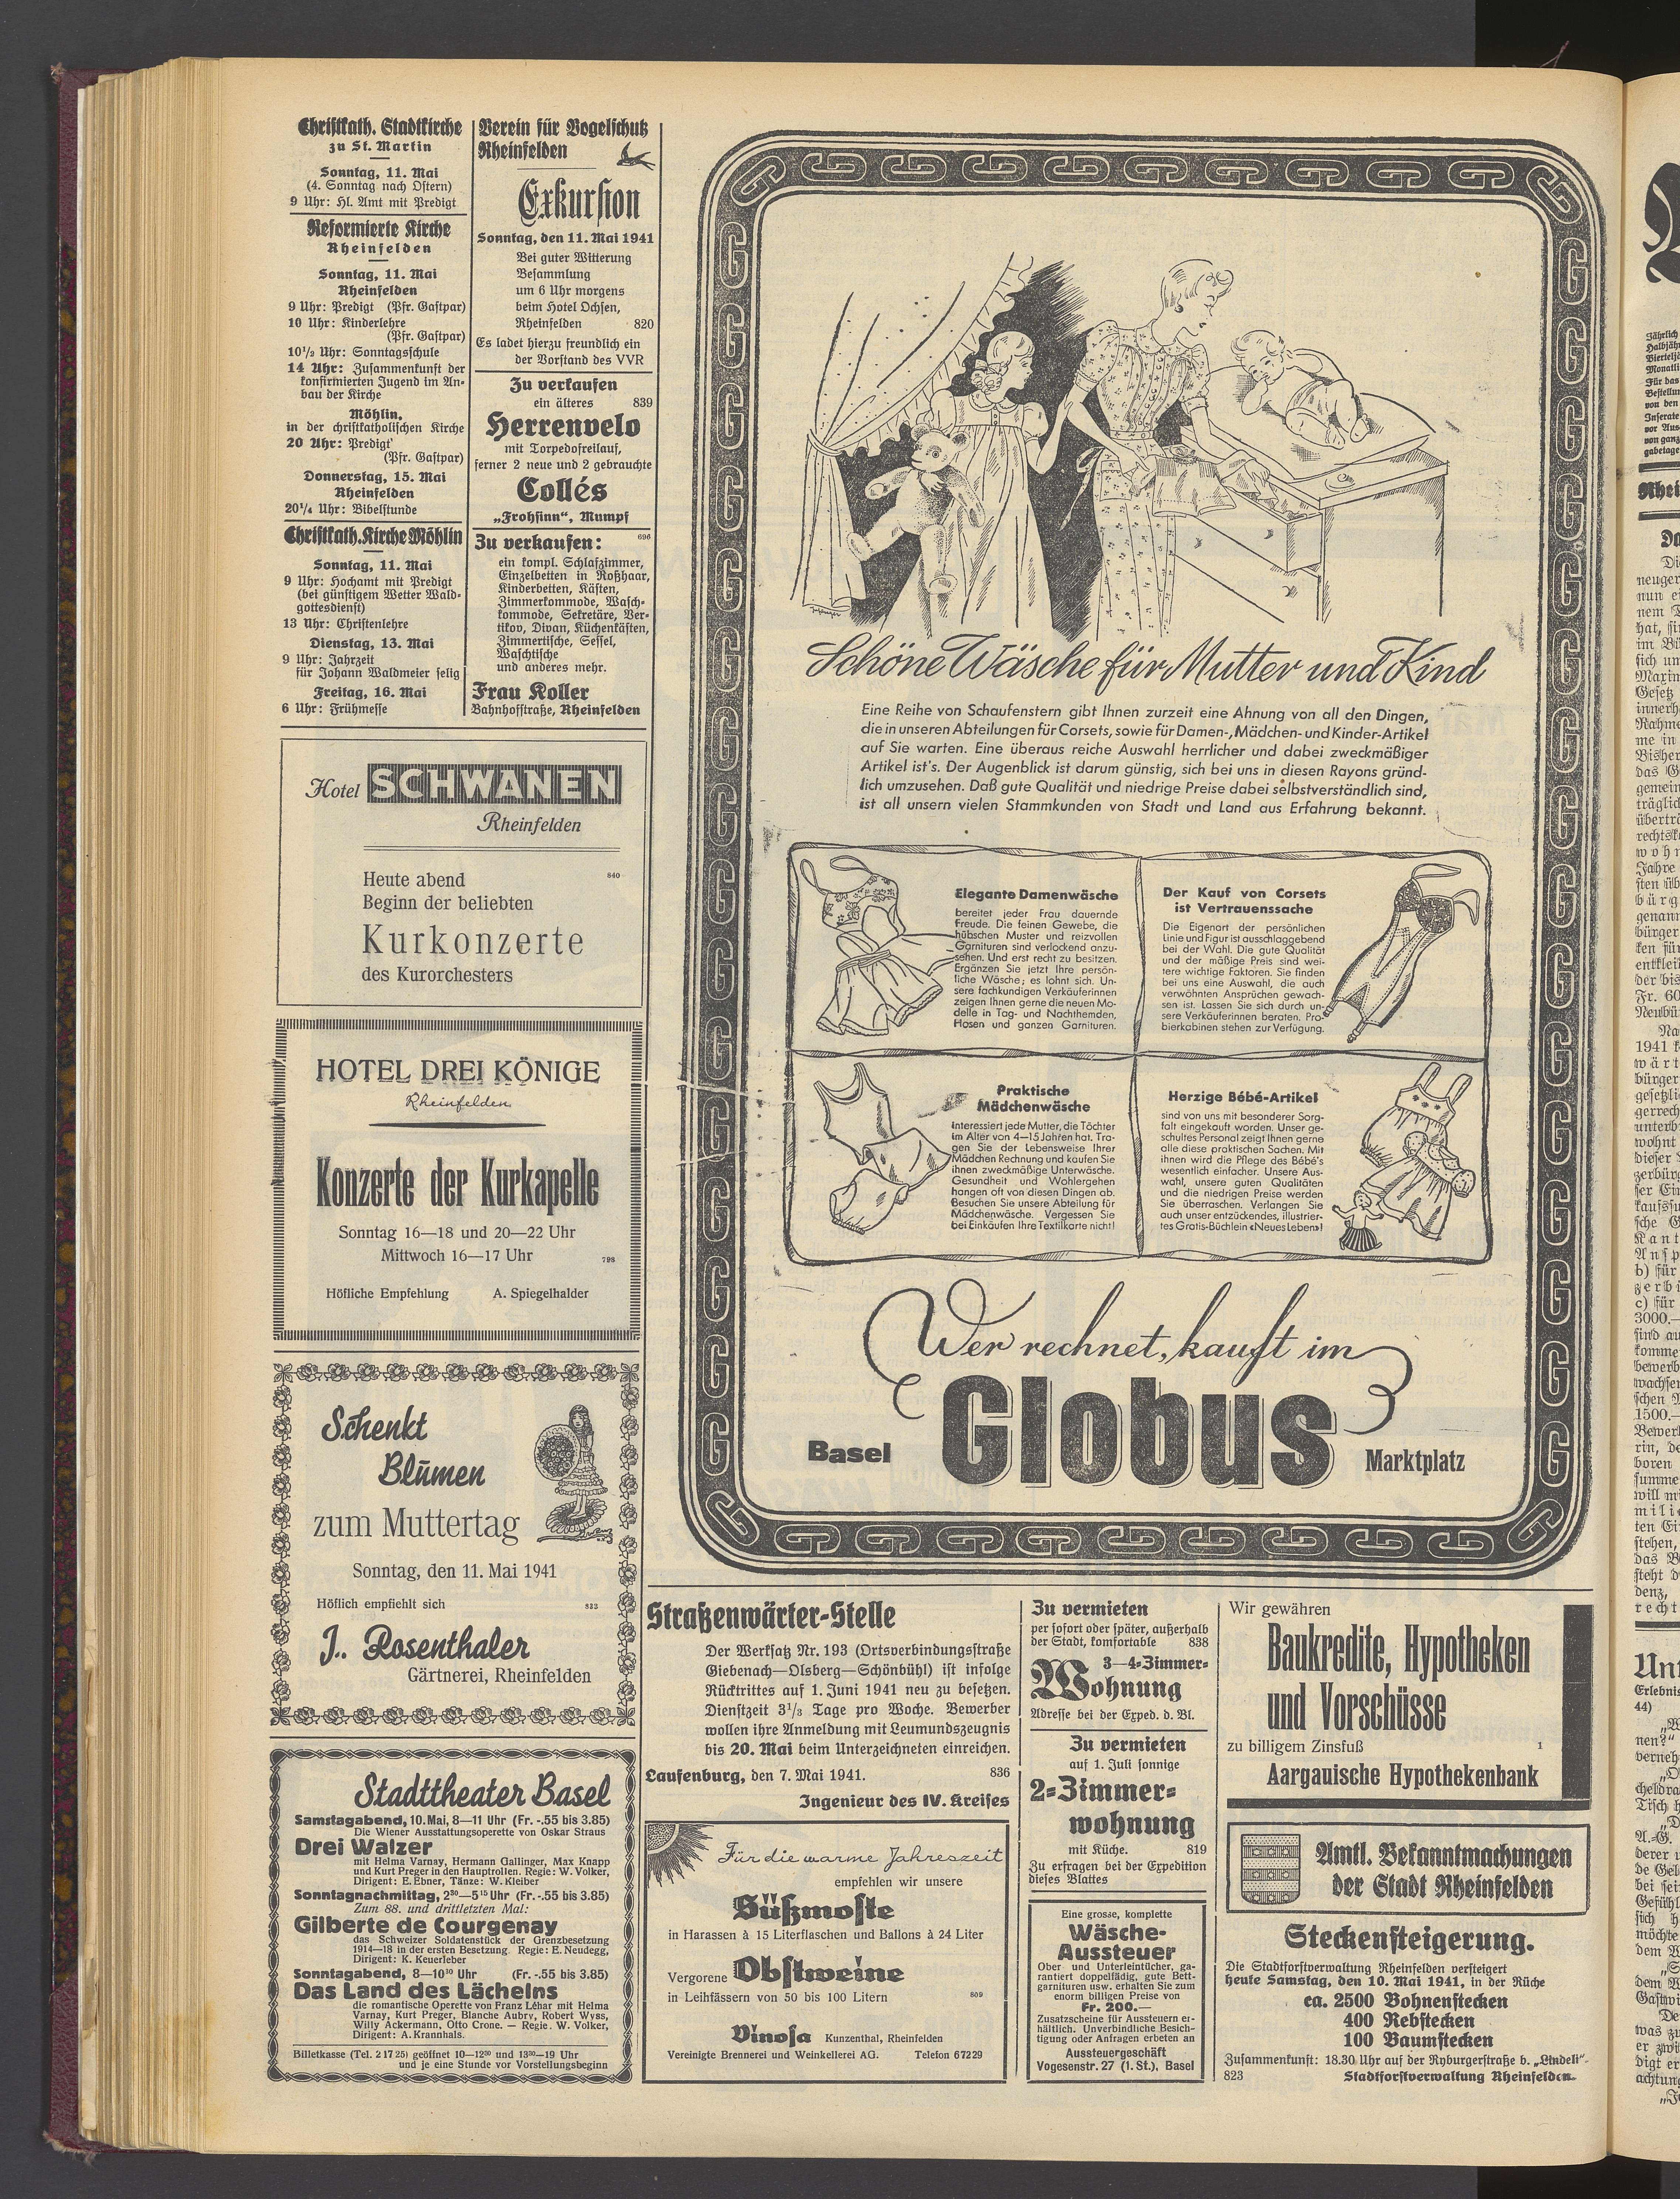 Christkath. Stadtkirche
zu St. Martin
Sonntag, 11. Mai
(4. Sonntag nach Ostern)
9 Uhr: Hl. Amt mit Predigt
Reformierte Kirche
Rheinfelden
Sonntag, 11. Mai
Rheinfelden
9 Uhr: Predigt (Pfr. Gastpar)
10 Uhr: Kinderlehre
(Pfr. Gastpar)
10½ Uhr: Sonntagsschule
14 Uhr: Zusammenkunft der
konfirmierten Jugend im An-
bau der Kirche
Möhlin,
in der christkatholischen Kirche
20 Uhr: Predigt
(Pfr. Gastpar)
Donnerstag, 15. Mai
Rheinfelden
20¼ Uhr: Bibelstunde
Christkath. Kirche Möhlin
Sonntag, 11. Mai
9 Uhr: Hochamt mit Predigt
(bei günstigem Wetter Wald-
gottesdienst)
13 Uhr: Christenlehre
Dienstag, 13. Mai
9 Uhr: Jahrzeit
für Johann Waldmeier selig
Freitag, 16. Mai
6 Uhr: Frühmesse
Verein für Vogelschutz
Rheinfelden
Exkursion
Sonntag, den 11. Mai 1941
Bei guter Witterung
Besammlung
um 6 Uhr morgens
beim Hotel Ochsen,
Rheinfelden 820
Es ladet hierzu freundlich ein
der Vorstand des VVR
Zu verkaufen
ein älteres 839
Herrenvelo
mit Torpedofreilauf,
ferner 2 neue und 2 gebrauchte
Collés
„Frohsinn“, Mumpf
Zu verkaufen: 696
ein kompl. Schlafzimmer,
Einzelbetten in Roßhaar,
Kinderbetten, Kästen,
Zimmerkommode, Wasch-
kommode, Sekretäre, Ver-
tikov, Divan, Küchenkästen,
Zimmertische, Sessel,
Waschtische
und anderes mehr.
Frau Koller
Bahnhofstraße, Rheinfelden
Hotel SCHWANEN
Rheinfelden
Heute abend 840
Beginn der beliebten
Kurkonzerte
des Kurorchesters
HOTEL DREI KÖNIGE
Rheinfelden
Konzerte der Kurkapelle
Sonntag 16—18 und 20—22 Uhr
Mittwoch 16—17 Uhr 798
Höfliche Empfehlung A. Spiegelhalder
Schenkt
Blumen
zum Muttertag
Sonntag, den 11. Mai 1941
Höflich empfiehlt sich 832
J. Rosenthaler
Gärtnerei, Rheinfelden
Stadttheater Basel
Samstagabend, 10. Mai, 8—11 Uhr (Fr. -.55 bis 3.85)
Die Wiener Ausstattungsoperette von Oskar Straus
Drei Walzer
mit Helma Varnay, Hermann Gallinger, Max Knapp
und Kurt Preger in den Hauptrollen. Regie: W. Volker,
Dirigent: E. Ebner, Tänze: W. Kleiber
Sonntagnachmittag, 2³⁰—5¹⁵ Uhr (Fr. -.55 bis 3.85)
Zum 88. und drittletzten Mal:
Gilberte de Courgenay
das Schweizer Soldatenstück der Grenzbesetzung
1914—18 in der ersten Besetzung. Regie: E. Neudegg,
Dirigent: K. Keuerleber
Sonntagabend, 8—10³⁰ Uhr (Fr. -.55 bis 3.85)
Das Land des Lächelns
die romantische Operette von Franz Léhar mit Helma
Varnay, Kurt Preger, Blanche Aubry, Robert Wyss,
Willy Ackermann, Otto Crone. — Regie. W. Volker,
Dirigent: A. Krannhals.
Billetkasse (Tel. 2 17 25) geöffnet 10—12³⁰ und 13³⁰—19 Uhr
und je eine Stunde vor Vorstellungsbeginn
Schöne Wäsche für Mutter und Kind
Eine Reihe von Schaufenstern gibt Ihnen zurzeit eine Ahnung von all den Dingen,
die in unseren Abteilungen für Corsets, sowie für Damen-, Mädchen- und Kinder-Artikel
auf Sie warten. Eine überaus reiche Auswahl herrlicher und dabei zweckmäßiger
Artikel ist's. Der Augenblick ist darum günstig, sich bei uns in diesen Rayons gründ-
lich umzusehen. Daß gute Qualität und niedrige Preise dabei selbstverständlich sind,
ist all unsern vielen Stammkunden von Stadt und Land aus Erfahrung bekannt.
Elegante Damenwäsche
bereitet jeder Frau dauernde
Freude. Die feinen Gewebe, die
hübschen Muster und reizvollen
Garnituren sind verlockend anzu-
sehen. Und erst recht zu besitzen.
Ergänzen Sie jetzt Ihre persön-
liche Wäsche; es lohnt sich. Un-
sere fachkundigen Verkäuferinnen
zeigen Ihnen gerne die neuen Mo-
delle in Tag- und Nachthemden,
Hosen und ganzen Garnituren.
Der Kauf von Corsets
ist Vertrauenssache
Die Eigenart der persönlichen
Linie und Figur ist ausschlaggebend
bei der Wahl. Die gute Qualität
und der mäßige Preis sind wei-
tere wichtige Faktoren. Sie finden
bei uns eine Auswahl, die auch
verwöhnten Ansprüchen gewach-
sen ist. Lassen Sie sich durch un-
sere Verkäuferinnen beraten. Pro-
bierkabinen stehen zur Verfügung.
Praktische
Mädchenwäsche
Interessiert jede Mutter, die Töchter
im Alter von 4—15 Jahren hat. Tra-
gen Sie der Lebensweise Ihrer
Mädchen Rechnung und kaufen Sie
ihnen zweckmäßige Unterwäsche.
Gesundheit und Wohlergehen
hangen oft von diesen Dingen ab.
Besuchen Sie unsere Abteilung für
Mädchenwäsche. Vergessen Sie
bei Einkäufen Ihre Textilkarte nicht!
Herzige Bébé-Artikel
sind von uns mit besonderer Sorg-
falt eingekauft worden. Unser ge-
schultes Personal zeigt Ihnen gerne
alle diese praktischen Sachen. Mit
ihnen wird die Pflege des Bébé's
wesentlich einfacher. Unsere Aus-
wahl, unsere guten Qualitäten
und die niedrigen Preise werden
Sie überraschen. Verlangen Sie
auch unser entzückendes, illustrier-
tes Gratis-Büchlein «Neues Leben»!
Wer rechnet, kauft im
Basel Globus Marktplatz
Straßenwärter-Stelle
Der Werksatz Nr. 193 (Ortsverbindungsstraße
Giebenach—Olsberg—Schönbühl) ist infolge
Rücktrittes auf 1. Juni 1941 neu zu besetzen.
Dienstzeit 3⅓ Tage pro Woche. Bewerber
wollen ihre Anmeldung mit Leumundszeugnis
bis 20. Mai beim Unterzeichneten einreichen.
Laufenburg, den 7. Mai 1941. 836
Ingenieur des IV. Kreises
Für die warme Jahreszeit
empfehlen wir unsere
Süßmoste
in Harassen à 15 Literflaschen und Ballons à 24 Liter
Vergorene Obstweine
in Leihfässern von 50 bis 100 Litern 809
Vinosa Kunzenthal, Rheinfelden
Vereinigte Brennerei und Weinkellerei AG. Telefon 67229
Zu vermieten
per sofort oder später, außerhalb
der Stadt, komfortable 838
3—4-Zimmer-
Wohnung
Adresse bei der Exped. d. Bl.
Zu vermieten
auf 1. Juli sonnige
2-Zimmer-
wohnung
mit Küche. 819
Zu erfragen bei der Expedition
dieses Blattes
Eine grosse, komplette
Wäsche-
Aussteuer
Ober- und Unterleintücher, ga-
rantiert doppelfädig, gute Bett-
garnituren usw. erhalten Sie zum
enorm billigen Preise von
Fr. 200.—
Zusatzscheine für Aussteuern er-
hältlich. Unverbindliche Besich-
tigung oder Anfragen erbeten an
Aussteuergeschäft
Vogesenstr. 27 (1. St.), Basel
Wir gewähren
Baukredite, Hypotheken
und Vorschüsse
zu billigem Zinsfuß 1
Aargauische Hypothekenbank
Amtl. Bekanntmachungen
der Stadt Rheinfelden
Steckensteigerung.
Die Stadtforstverwaltung Rheinfelden versteigert
heute Samstag, den 10. Mai 1941, in der Rüche
ca. 2500 Bohnenstecken
400 Rebstecken
100 Baumstecken
Zusammenkunft: 18.30 Uhr auf der Ryburgerstraße b. „Lindeli“.
823 Stadtforstverwaltung Rheinfelden.